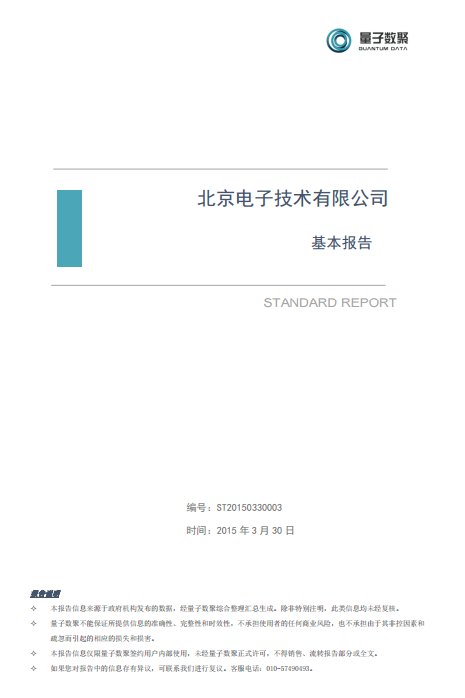 量子数聚
QUANTUM DATA
北京电子技术有限公司
基本报告
STANDARD REPORT
编号：ST20150330003
时间：2015 年 3 月 30 日
报告说明
✧ 本报告信息来源于政府机构发布的数据，经量子数聚综合整理汇总生成。除非特别注明，此类信息均未经复核。
✧ 量子数聚不能保证所提供信息的准确性、完整性和时效性，不承担使用者的任何商业风险，也不承担由于其非控因素和
疏忽而引起的相应的损失和损害。
✧ 本报告信息仅限量子数聚签约用户内部使用，未经量子数聚正式许可，不得销售、流转报告部分或全文。
✧ 如果您对报告中的信息存有异议，可联系我们进行复议。客服电话：010-57490493。